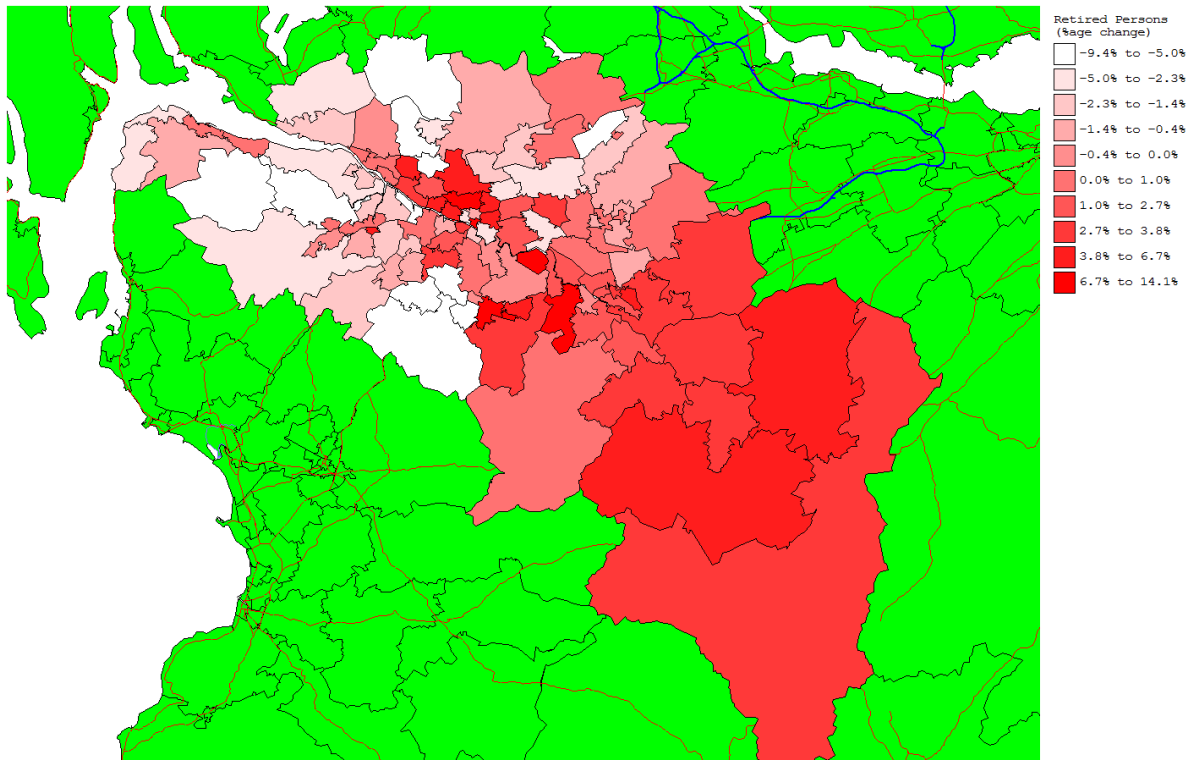 Retired Persons
(%age change)
-9.4% to -5.0%
-5.0% to -2.3%
-2.3% to -1.4%
-1.4% to -0.4%
-0.4% to 0.0%
0.0% to 1.0%
1.0% to 2.7%
2.7% to 3.8%
3.8% to 6.7%
6.7% to 14.1%